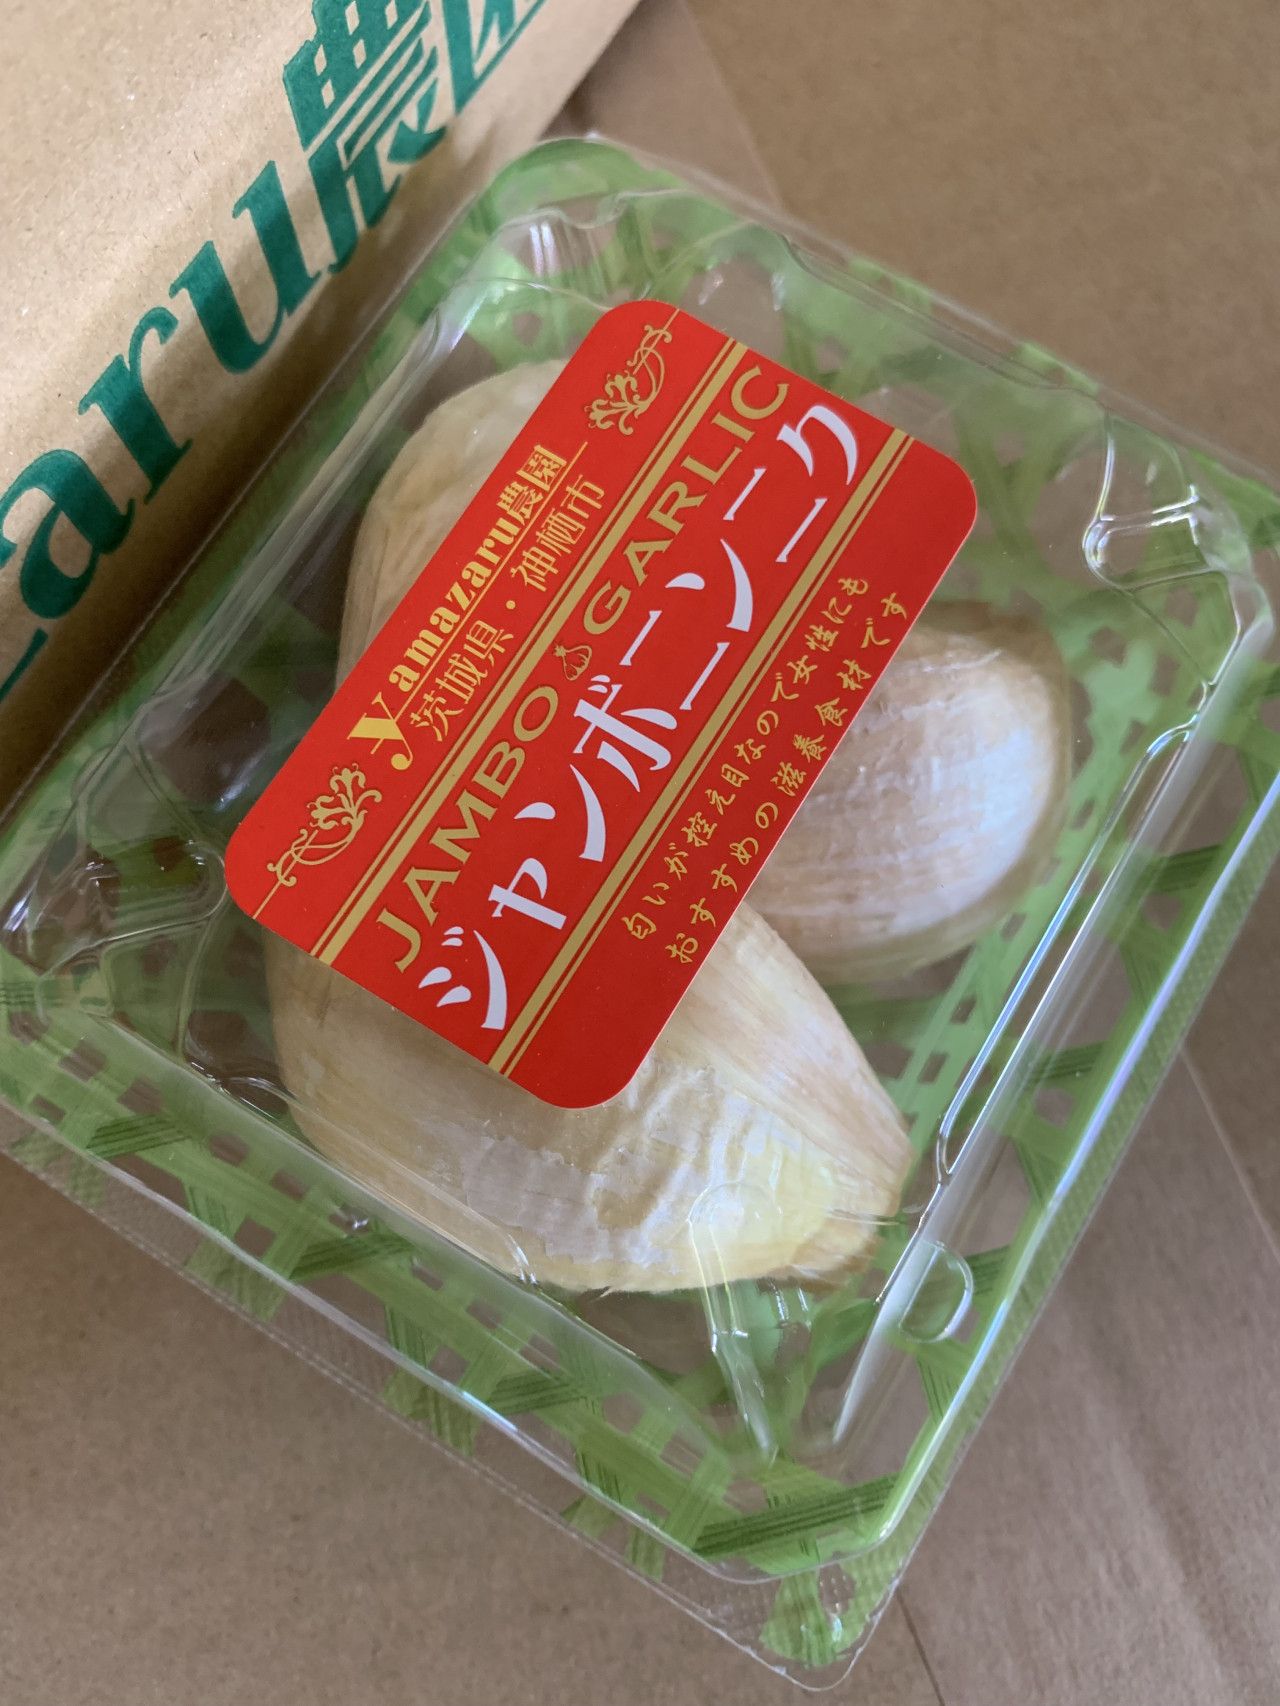 aru農園
yamazaru農園
茨城県・神栖市
JAMBO GARLIC
ジャンボーンニク
匂いが控え目なので女性にも
おすすめの滋養食材です